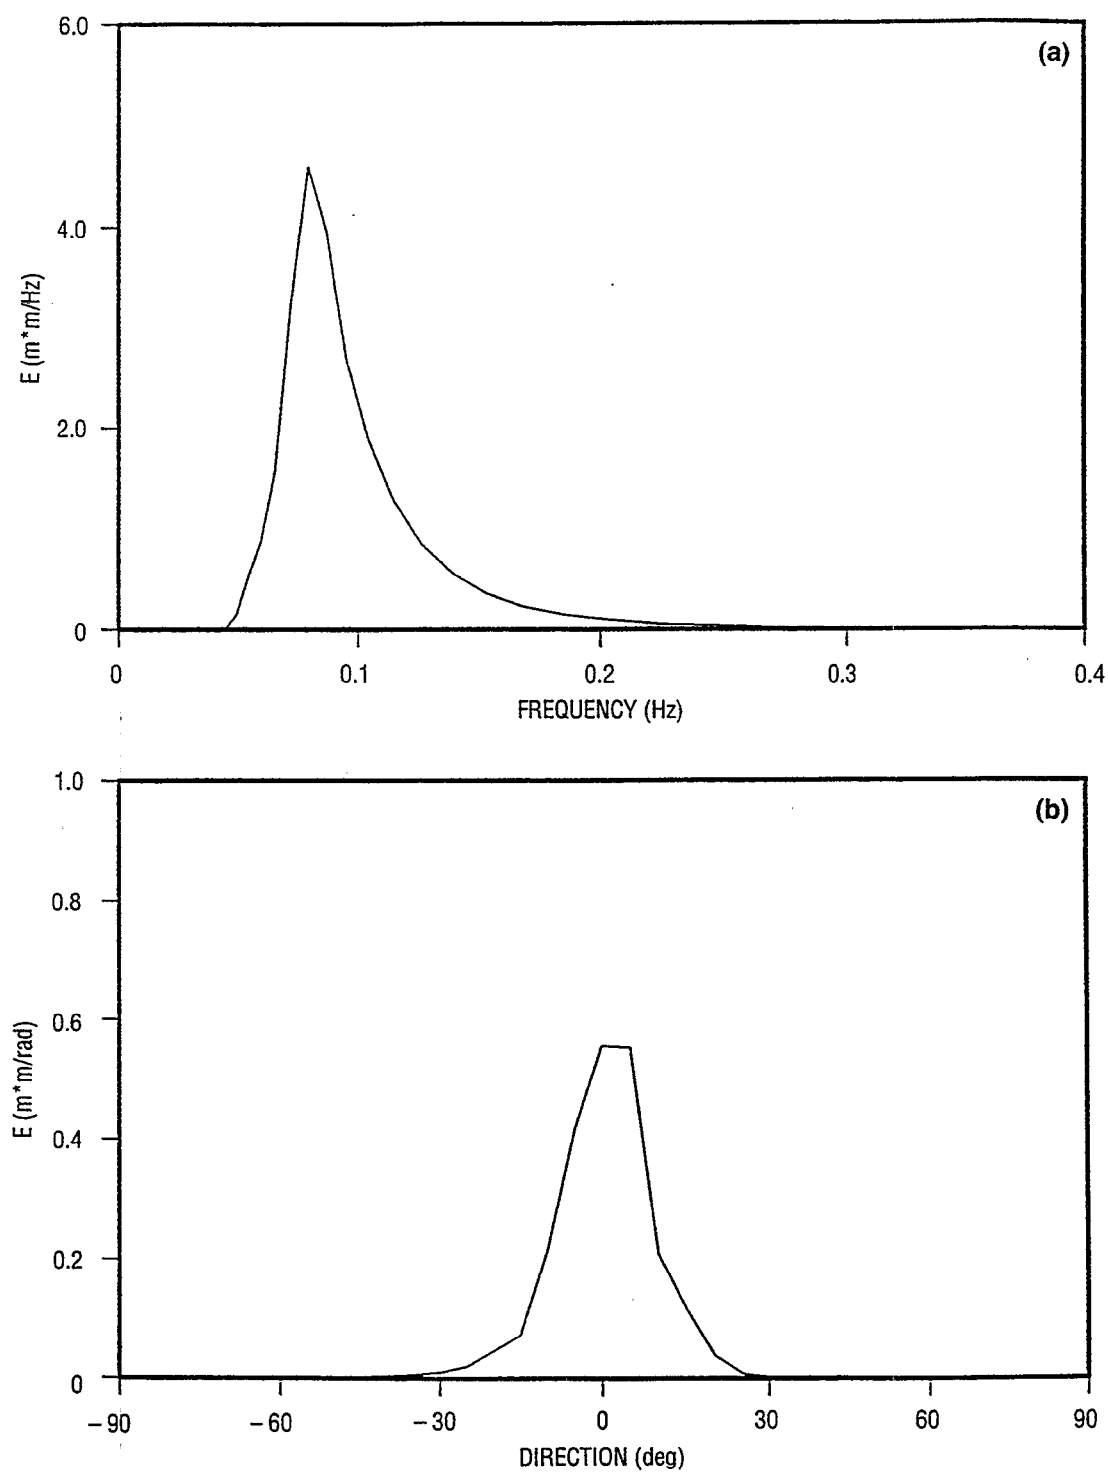 6.0
(a)
4.0
E (m*m/Hz)
2.0
0
0 0.1 0.2 0.3 0.4
FREQUENCY (Hz)
1.0
(b)
0.8
0.6
E (m*m/rad)
0.4
0.2
0
−90 −60 −30 0 30 60 90
DIRECTION (deg)